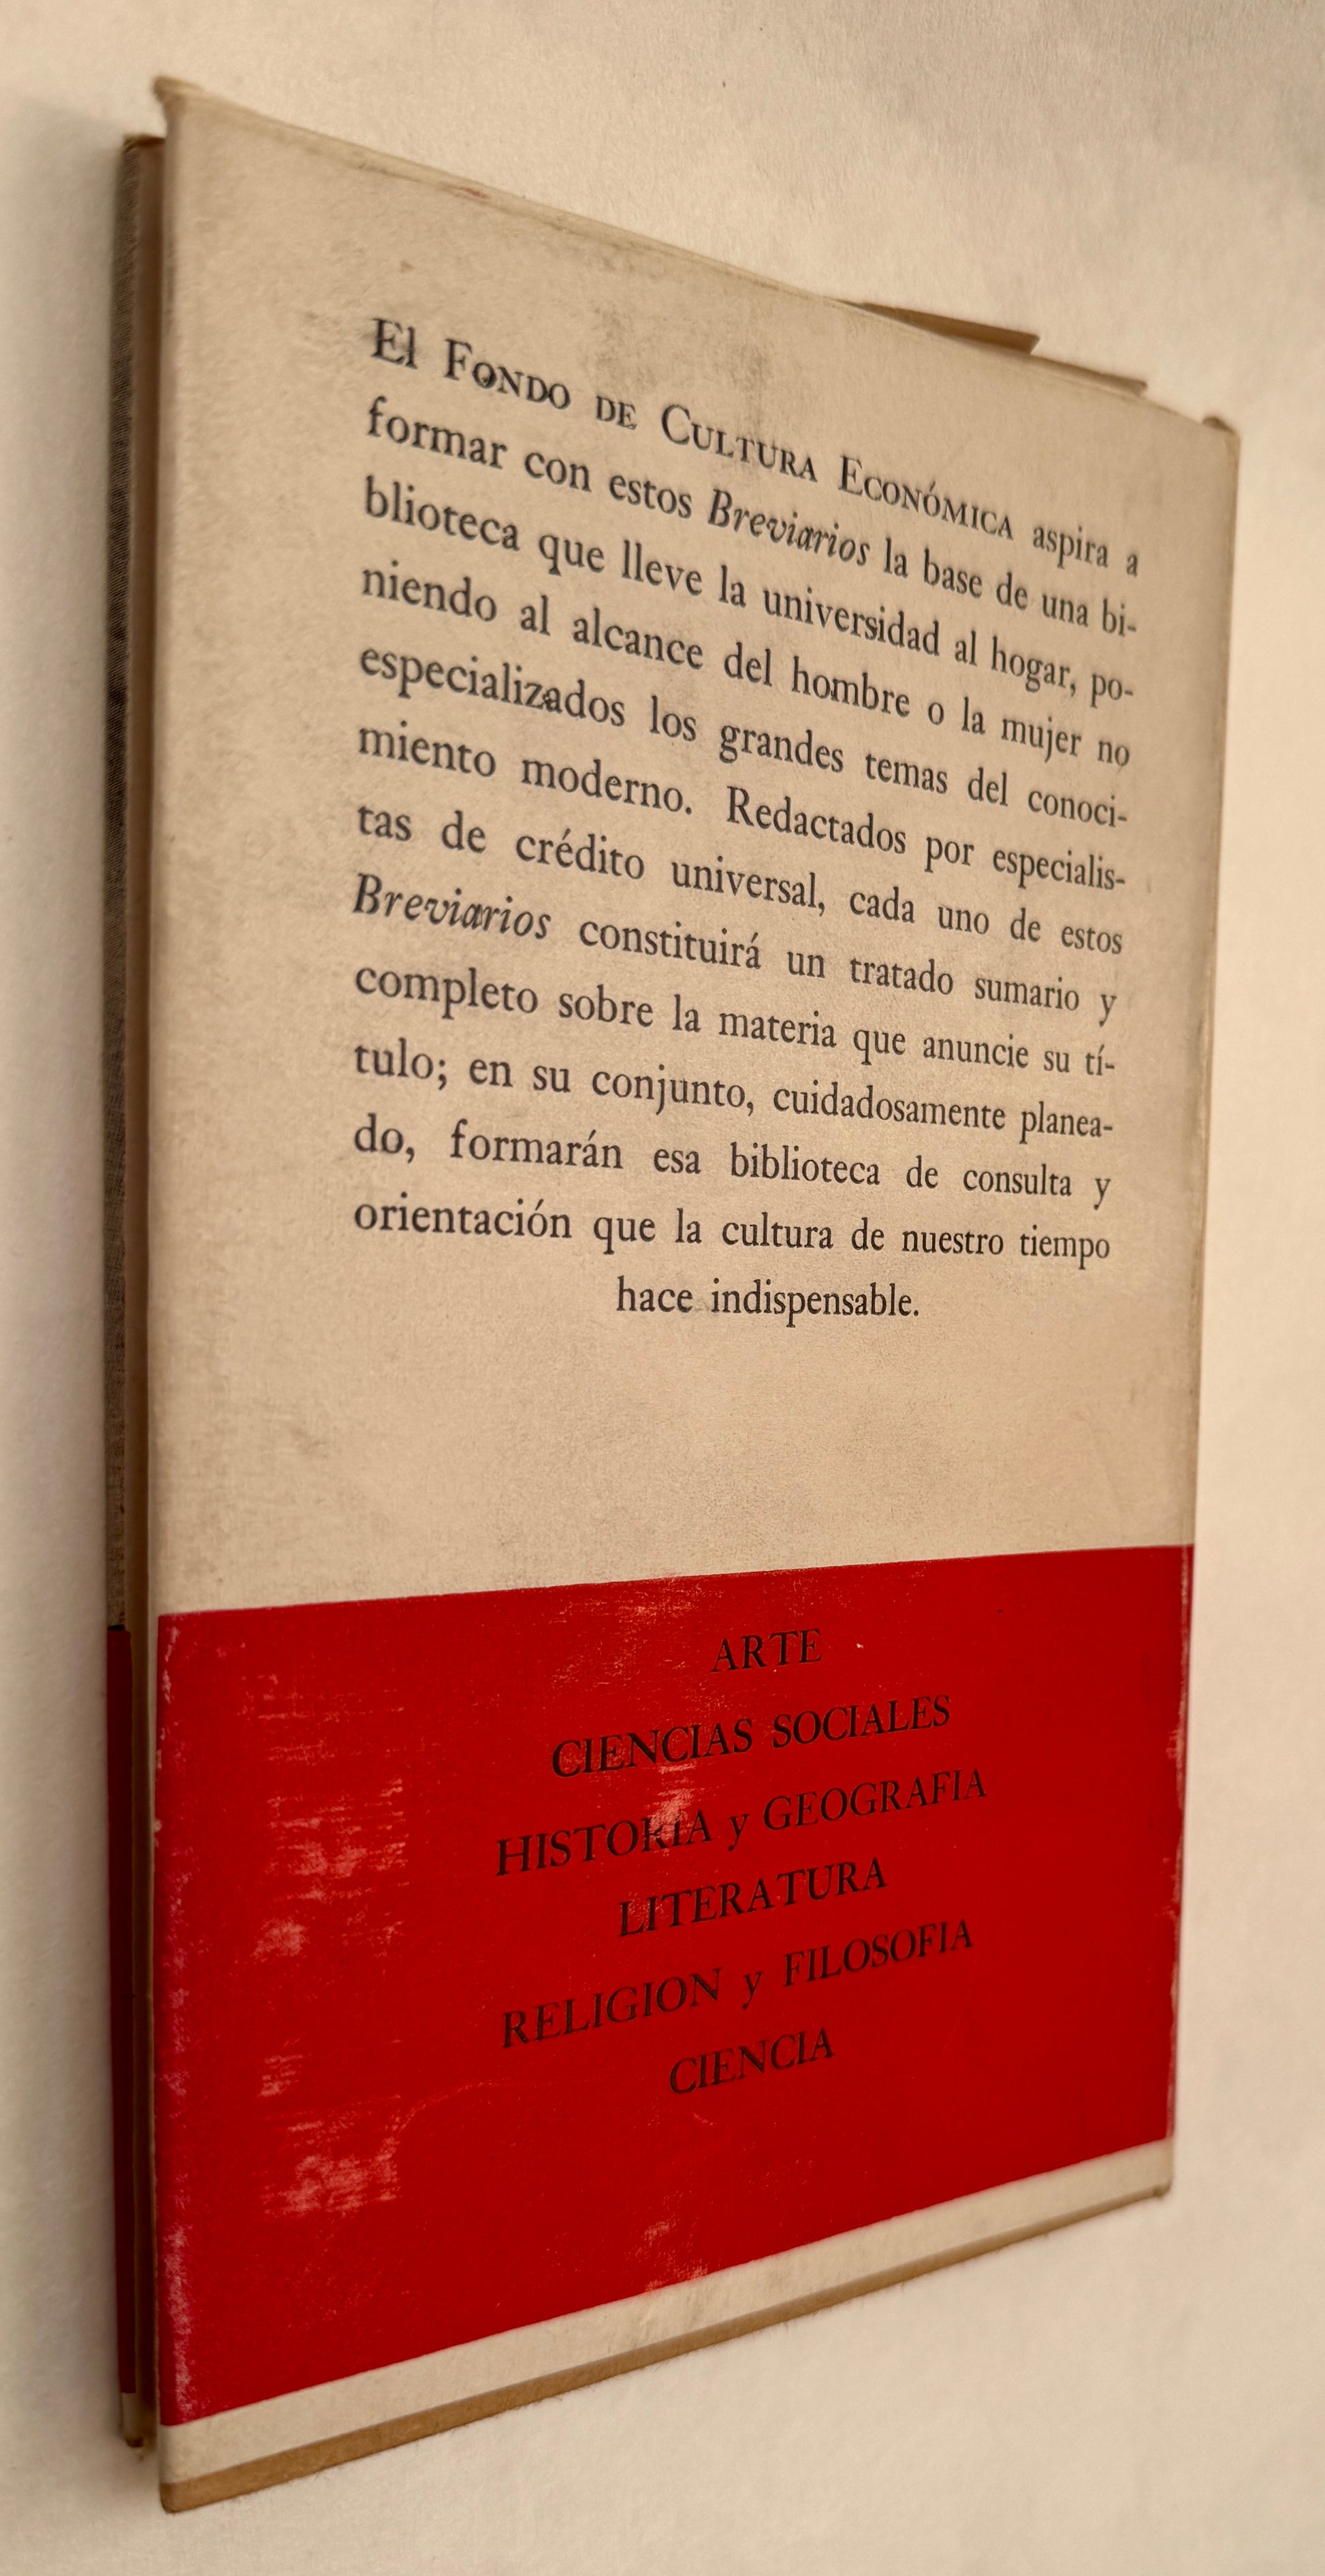 El FONDO DE CULTURA ECONÓMICA aspira a
formar con estos Breviarios la base de una bi-
blioteca que lleve la universidad al hogar, po-
niendo al alcance del hombre o la mujer no
especializados los grandes temas del conoci-
miento moderno. Redactados por especialis-
tas de crédito universal, cada uno de estos
Breviarios constituirá un tratado sumario y
completo sobre la materia que anuncie su tí-
tulo; en su conjunto, cuidadosamente planea-
do, formarán esa biblioteca de consulta y
orientación que la cultura de nuestro tiempo
hace indispensable.
ARTE
CIENCIAS SOCIALES
HISTORIA y GEOGRAFIA
LITERATURA
RELIGION y FILOSOFIA
CIENCIA